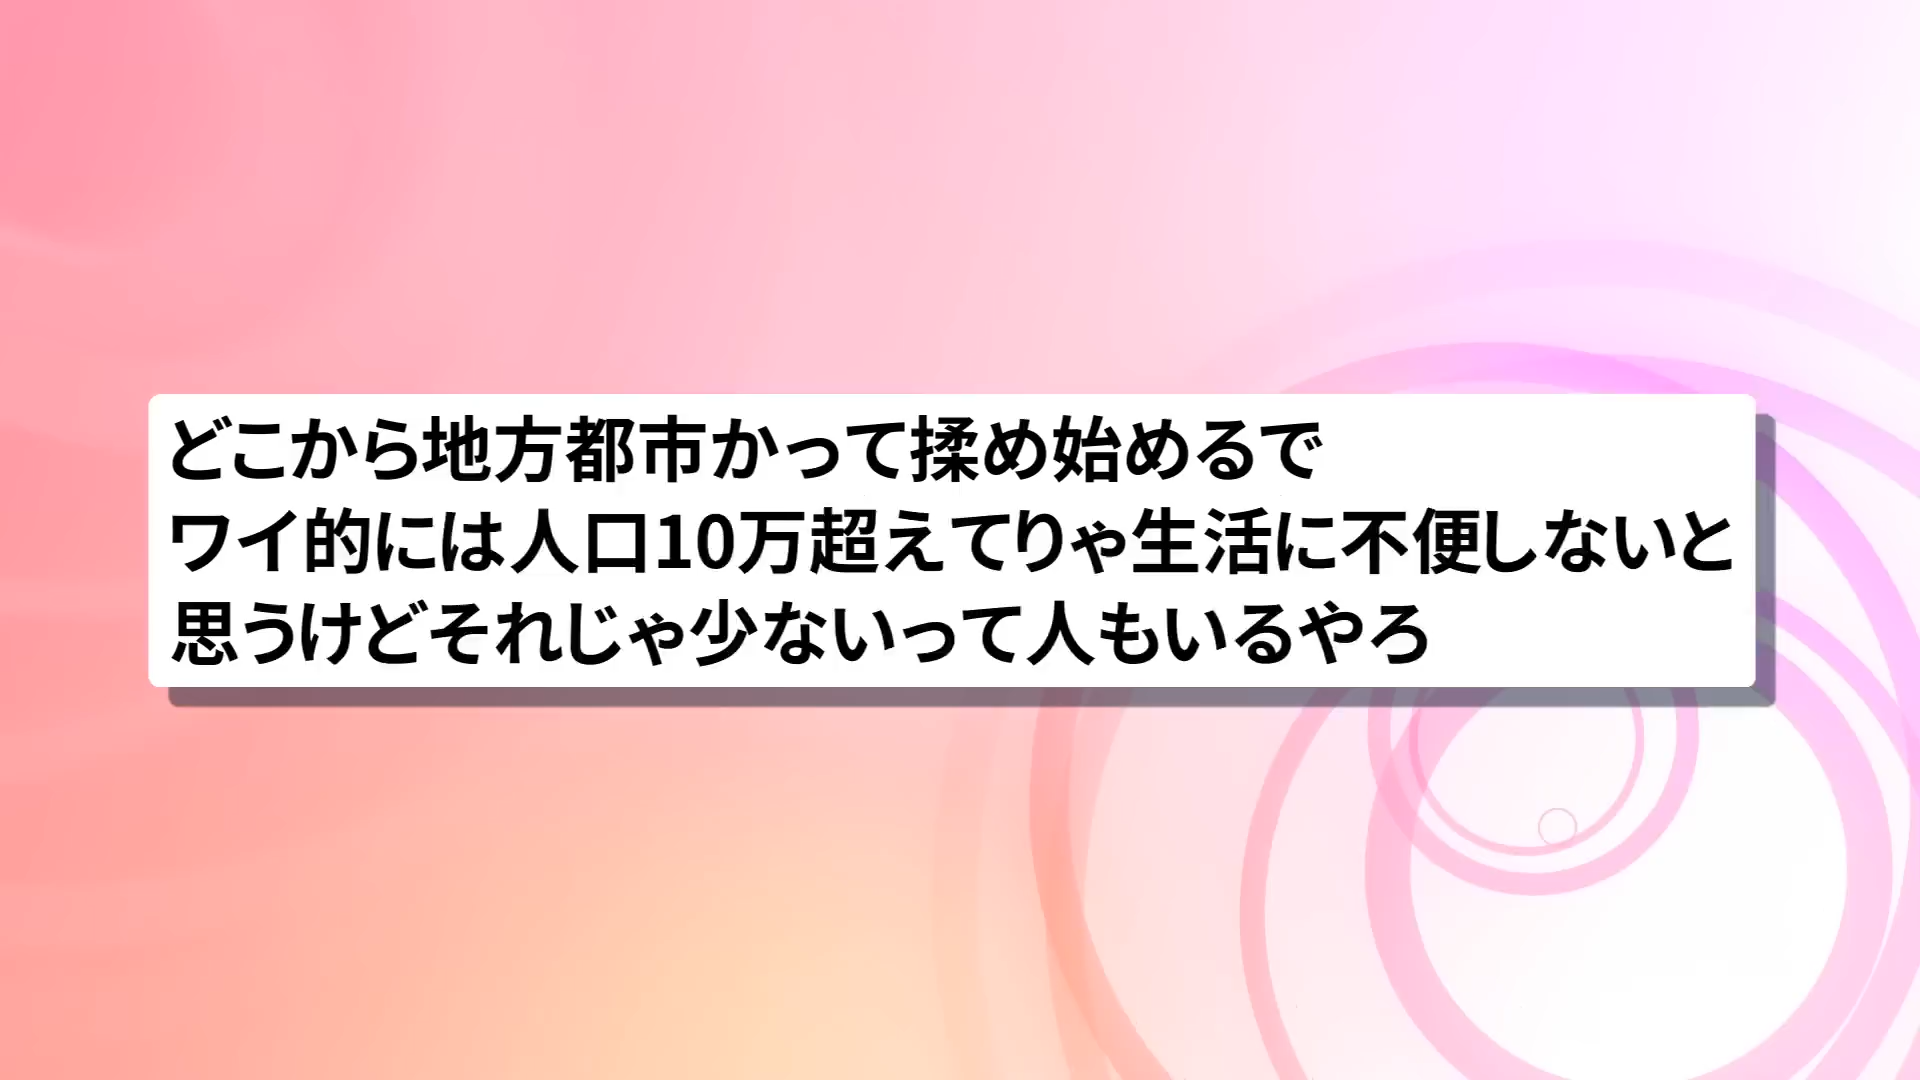 どこから地方都市かって揉め始めるで
ワイ的には人口10万超えてりゃ生活に不便しないと
思うけどそれじゃ少ないって人もいるやろ